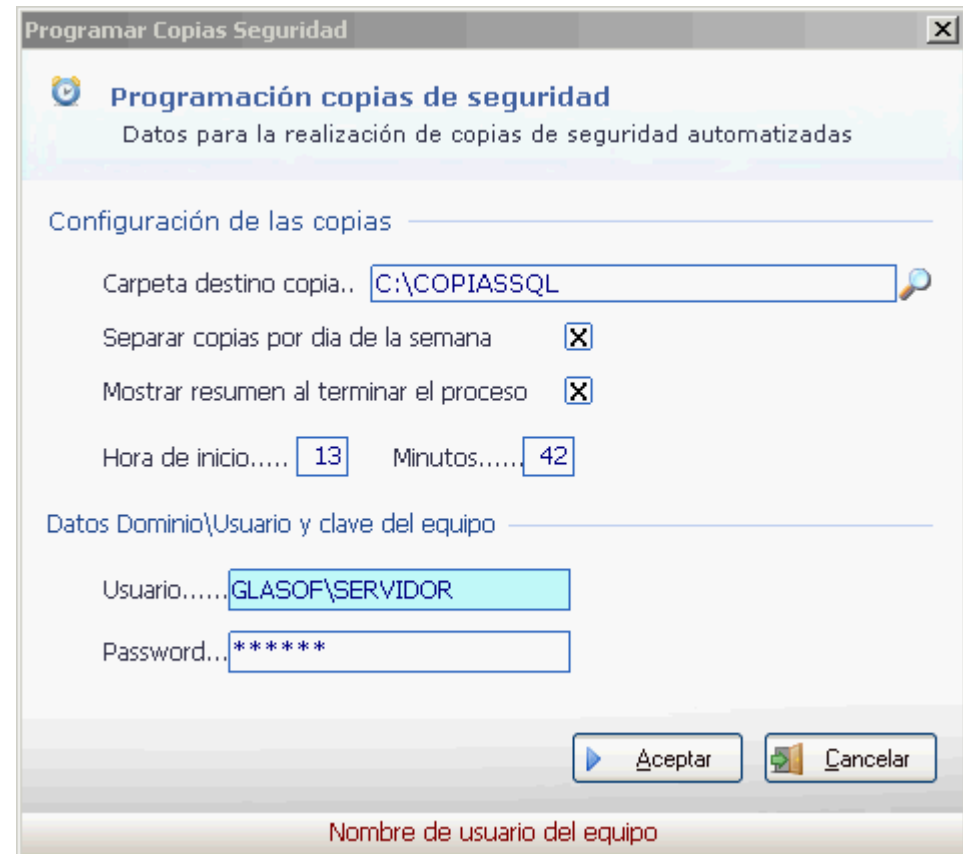 Programar Copias Seguridad
Programación copias de seguridad
Datos para la realización de copias de seguridad automatizadas
Configuración de las copias
Carpeta destino copia.. C:\COPIASSQL
Separar copias por dia de la semana X
Mostrar resumen al terminar el proceso X
Hora de inicio..... 13 Minutos...... 42
Datos Dominio\Usuario y clave del equipo
Usuario...... GLASOF\SERVIDOR
Password... ******
Aceptar Cancelar
Nombre de usuario del equipo